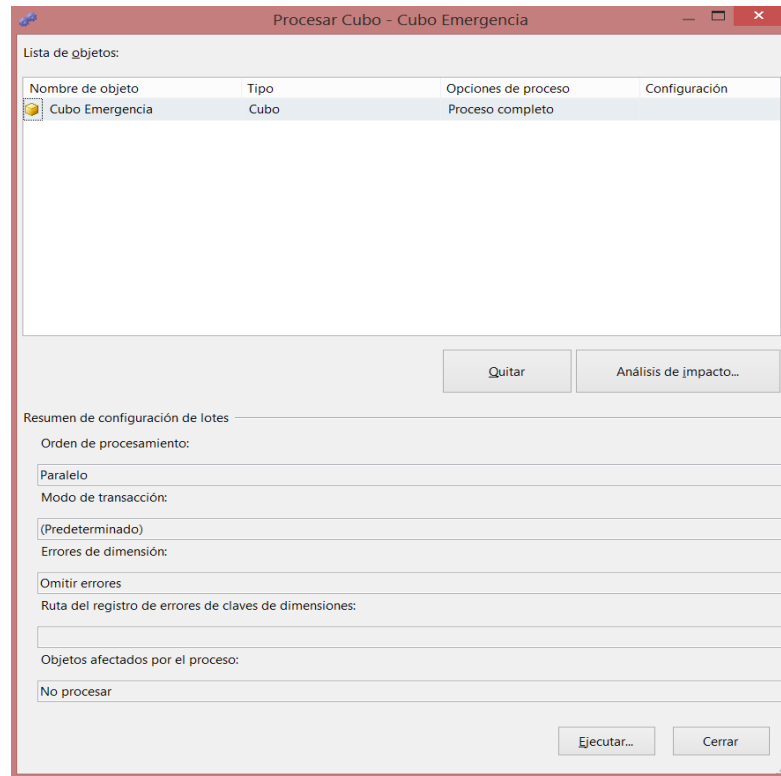 Procesar Cubo - Cubo Emergencia
Lista de objetos:
Nombre de objeto Tipo Opciones de proceso Configuración
Cubo Emergencia Cubo Proceso completo
Quitar Análisis de impacto...
Resumen de configuración de lotes
Orden de procesamiento:
Paralelo
Modo de transacción:
(Predeterminado)
Errores de dimensión:
Omitir errores
Ruta del registro de errores de claves de dimensiones:
Objetos afectados por el proceso:
No procesar
Ejecutar... Cerrar